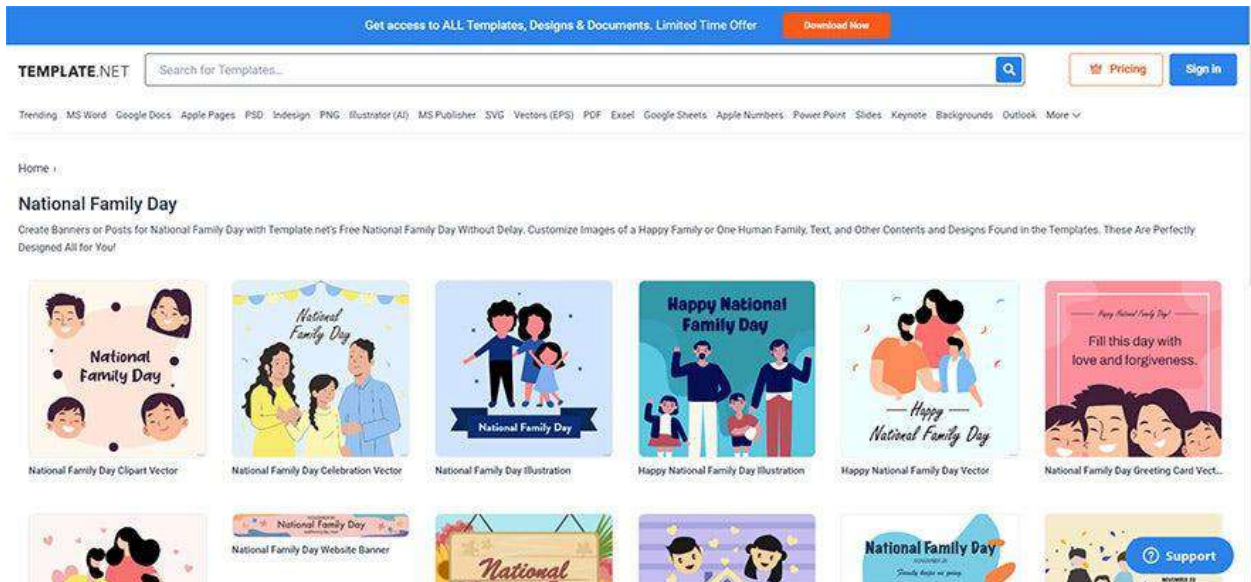 Get access to ALL Templates, Designs & Documents. Limited Time Offer
Download Now
TEMPLATE.NET
Search for Templates...
Pricing
Sign in
Trending MS Word Google Docs Apple Pages PSD Indesign PNG Illustrator (AI) MS Publisher SVG Vectors (EPS) PDF Excel Google Sheets Apple Numbers Power Point Slides Keynote Backgrounds Outlook More
Home ›
National Family Day
Create Banners or Posts for National Family Day with Template.net's Free National Family Day Without Delay. Customize Images of a Happy Family or One Human Family, Text, and Other Contents and Designs Found in the Templates. These Are Perfectly
Designed All for You!
National
Family Day
National
Family Day
National Family Day
Happy National
Family Day
Happy
National Family Day
Happy National Family Day!
Fill this day with
love and forgiveness.
National Family Day Clipart Vector
National Family Day Celebration Vector
National Family Day Illustration
Happy National Family Day Illustration
Happy National Family Day Vector
National Family Day Greeting Card Vect...
National Family Day
National Family Day Website Banner
National
National Family Day
NOVEMBER 26
Family keeps us going.
Support